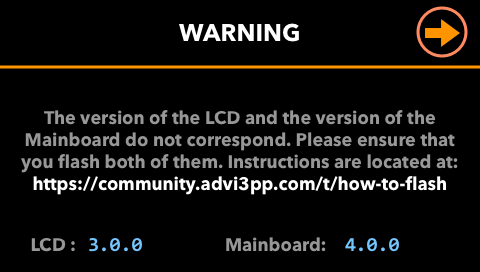 WARNING
The version of the LCD and the version of the
Mainboard do not correspond. Please ensure that
you flash both of them. Instructions are located at:
https://community.advi3pp.com/t/how-to-flash
LCD : 3.0.0 Mainboard: 4.0.0